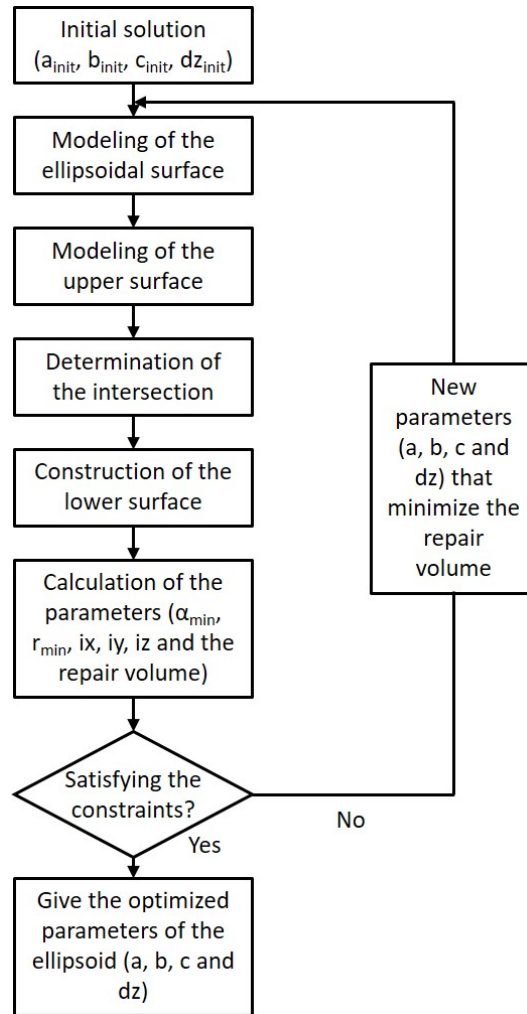 Initial solution
(a_init, b_init, c_init, dz_init)
Modeling of the
ellipsoidal surface
Modeling of the
upper surface
Determination of
the intersection
Construction of the
lower surface
Calculation of the
parameters (α_min,
r_min, ix, iy, iz and the
repair volume)
Satisfying the
constraints?
No
Yes
New
parameters
(a, b, c and
dz) that
minimize the
repair
volume
Give the optimized
parameters of the
ellipsoid (a, b, c and
dz)